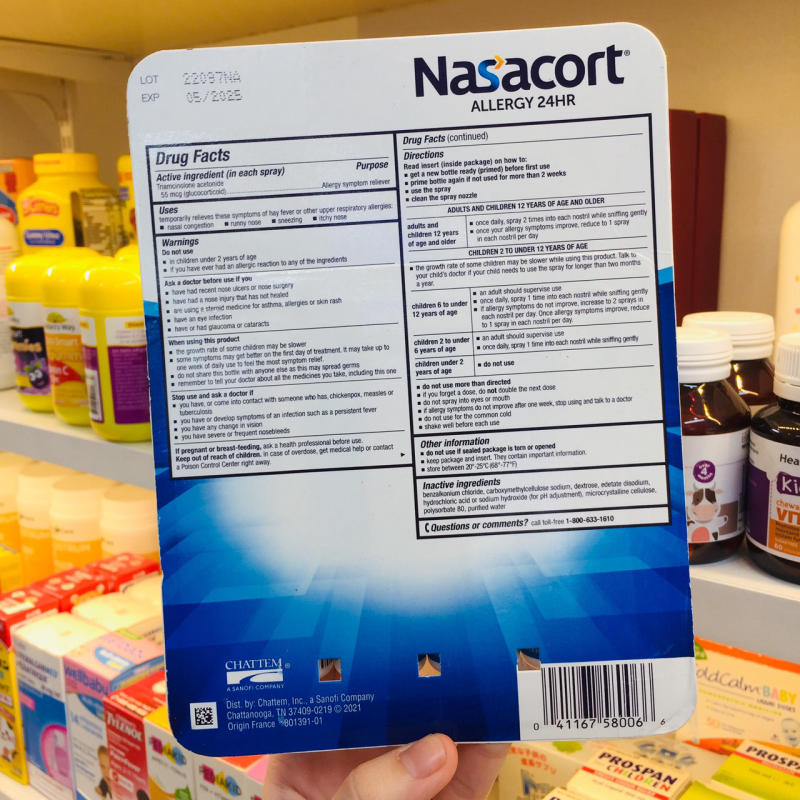 LOT 22097NA
EXP 05/2025
Nasacort®
ALLERGY 24HR
Drug Facts
Active ingredient (in each spray) Purpose
Triamcinolone acetonide
55 mcg (glucocorticoid) Allergy symptom reliever
Uses
temporarily relieves these symptoms of hay fever or other upper respiratory allergies:
▪ nasal congestion ▪ runny nose ▪ sneezing ▪ itchy nose
Warnings
Do not use
▪ in children under 2 years of age
▪ if you have ever had an allergic reaction to any of the ingredients
Ask a doctor before use if you
▪ have had recent nose ulcers or nose surgery
▪ have had a nose injury that has not healed
▪ are using a steroid medicine for asthma, allergies or skin rash
▪ have an eye infection
▪ have or had glaucoma or cataracts
When using this product
▪ the growth rate of some children may be slower
▪ some symptoms may get better on the first day of treatment. It may take up to
one week of daily use to feel the most symptom relief.
▪ do not share this bottle with anyone else as this may spread germs
▪ remember to tell your doctor about all the medicines you take, including this one
Stop use and ask a doctor if
▪ you have, or come into contact with someone who has, chickenpox, measles or
tuberculosis
▪ you have or develop symptoms of an infection such as a persistent fever
▪ you have any change in vision
▪ you have severe or frequent nosebleeds
If pregnant or breast-feeding, ask a health professional before use.
Keep out of reach of children. In case of overdose, get medical help or contact
a Poison Control Center right away.
Drug Facts (continued)
Directions
Read insert (inside package) on how to:
▪ get a new bottle ready (primed) before first use
▪ prime bottle again if not used for more than 2 weeks
▪ use the spray
▪ clean the spray nozzle
ADULTS AND CHILDREN 12 YEARS OF AGE AND OLDER
adults and
children 12 years
of age and older
▪ once daily, spray 2 times into each nostril while sniffing gently
▪ once your allergy symptoms improve, reduce to 1 spray
in each nostril per day
CHILDREN 2 TO UNDER 12 YEARS OF AGE
▪ the growth rate of some children may be slower while using this product. Talk to
your child's doctor if your child needs to use the spray for longer than two months
a year.
children 6 to under
12 years of age
▪ an adult should supervise use
▪ once daily, spray 1 time into each nostril while sniffing gently
▪ if allergy symptoms do not improve, increase to 2 sprays in
each nostril per day. Once allergy symptoms improve, reduce
to 1 spray in each nostril per day.
children 2 to under
6 years of age
▪ an adult should supervise use
▪ once daily, spray 1 time into each nostril while sniffing gently
children under 2
years of age
▪ do not use
▪ do not use more than directed
▪ if you forget a dose, do not double the next dose
▪ do not spray into eyes or mouth
▪ if allergy symptoms do not improve after one week, stop using and talk to a doctor
▪ do not use for the common cold
▪ shake well before each use
Other information
▪ do not use if sealed package is torn or opened
▪ keep package and insert. They contain important information.
▪ store between 20°-25°C (68°-77°F)
Inactive ingredients
benzalkonium chloride, carboxymethylcellulose sodium, dextrose, edetate disodium,
hydrochloric acid or sodium hydroxide (for pH adjustment), microcrystalline cellulose,
polysorbate 80, purified water
Questions or comments? call toll-free 1-800-633-1610
CHATTEM®
A SANOFI COMPANY
Dist. by: Chattem, Inc., a Sanofi Company
Chattanooga, TN 37409-0219 © 2021
Origin France 801391-01
0 41167 58006 6
wellbaby
TYLENOL
oldCalm BABY
PROSPAN
CHILDREN
PROSP
Hea
Ki